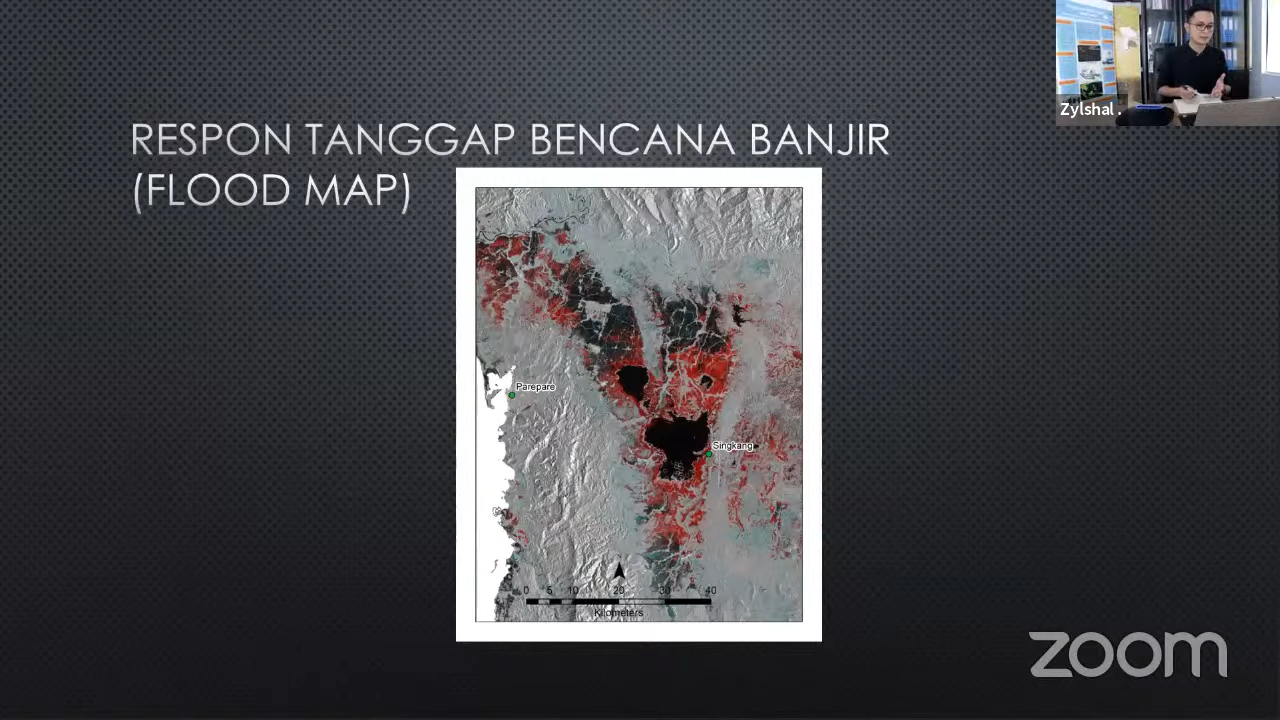 Zylshal .
RESPON TANGGAP BENCANA BANJIR
(FLOOD MAP)
Parepare
Singkang
0 5 10 20 30 40
Kilometers
zoom